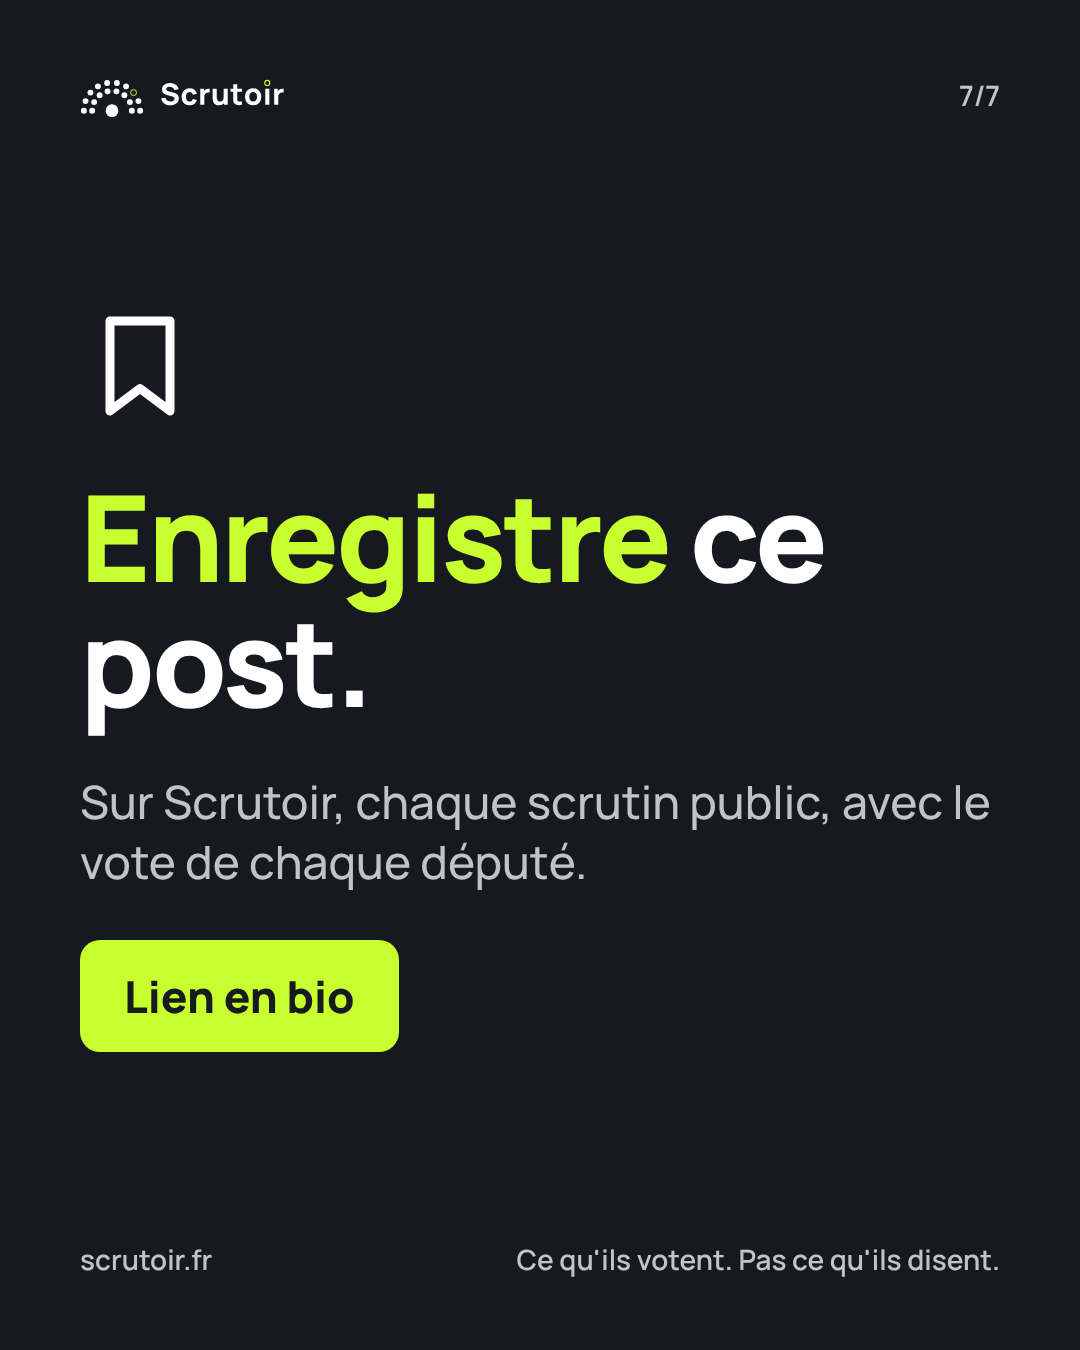 Scrutoir
7/7
Enregistre ce
post.
Sur Scrutoir, chaque scrutin public, avec le
vote de chaque député.
Lien en bio
scrutoir.fr
Ce qu'ils votent. Pas ce qu'ils disent.